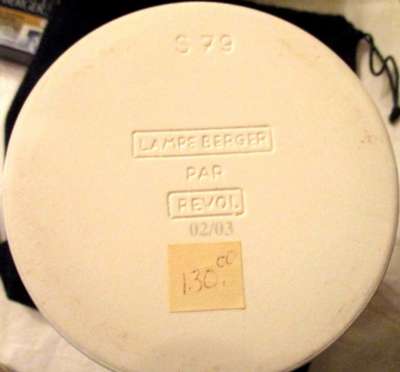 S 79
LAMPE BERGER
PAR
REVOL
02/03
130.00